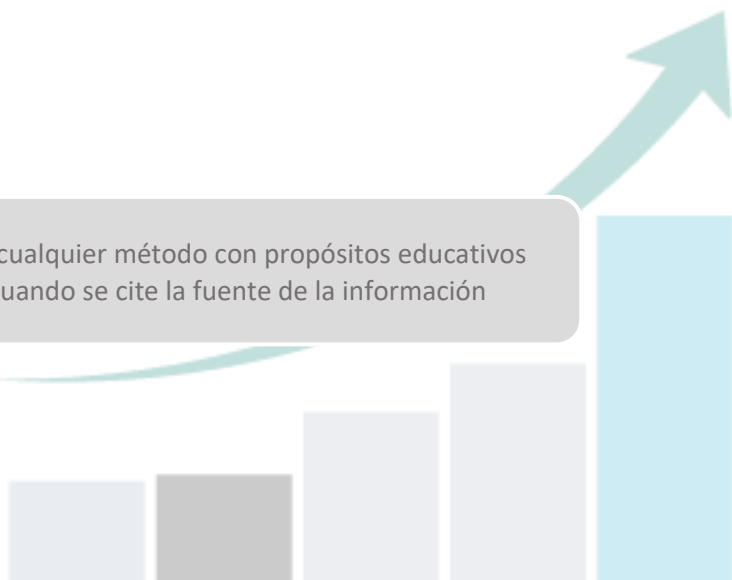 cualquier método con propósitos educativos
uando se cite la fuente de la información